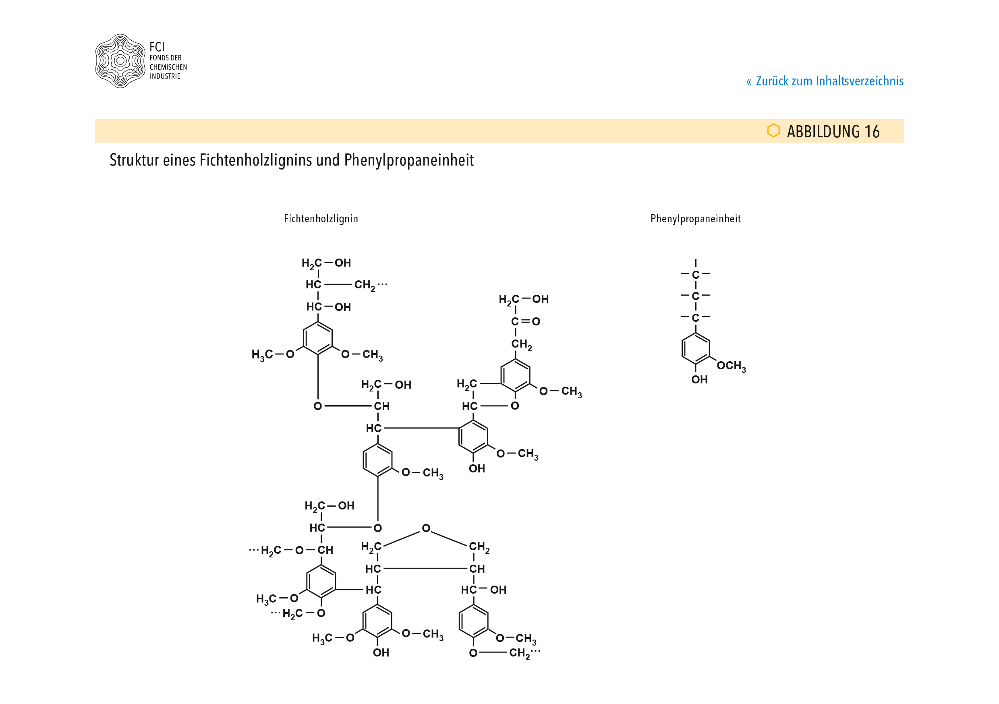 FCI
FONDS DER
CHEMISCHEN
INDUSTRIE
« Zurück zum Inhaltsverzeichnis
ABBILDUNG 16
Struktur eines Fichtenholzlignins und Phenylpropaneinheit
Fichtenholzlignin
Phenylpropaneinheit
H2C—OH
HC—CH2...
HC—OH
H3C—O
O—CH3
H2C—OH
C=O
CH2
H2C
O—CH3
HC—O
O—CH3
OH
H2C—OH
O—CH
HC
O—CH3
H2C—OH
HC—O
...H2C—O—CH
H3C—O
...H2C—O
O
H2C
CH2
HC—CH
HC
HC—OH
H3C—O
O—CH3
OH
O—CH3
O—CH2...
C
C
C
OCH3
OH